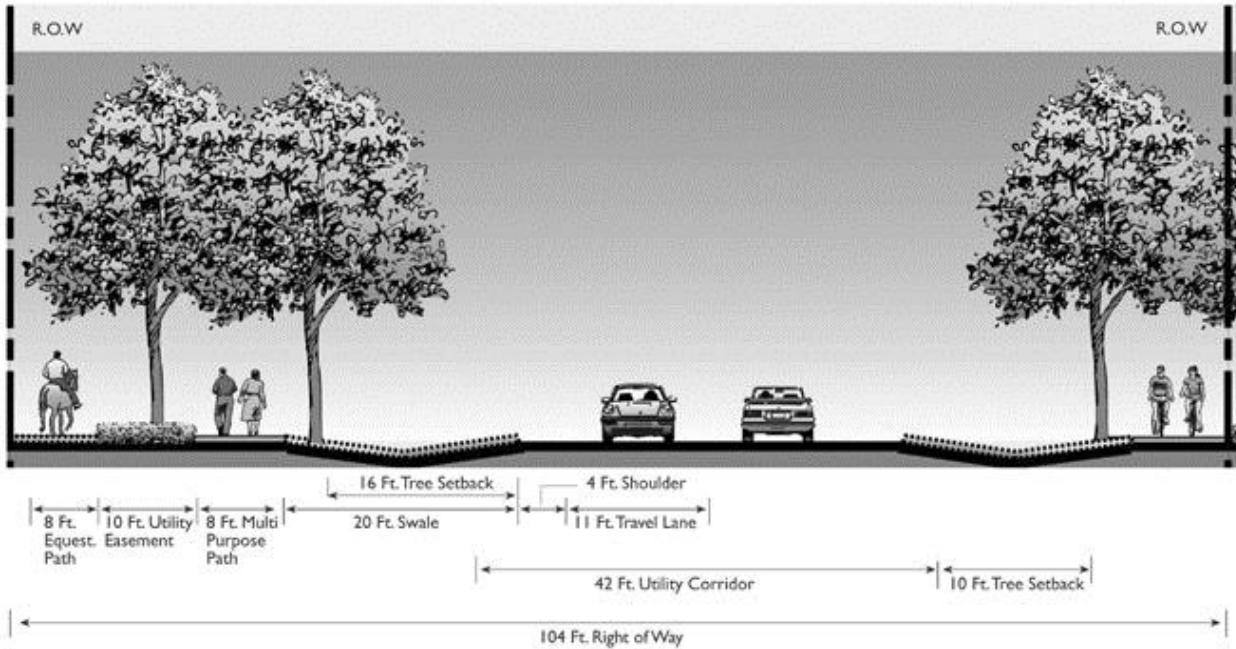 R.O.W
R.O.W
16 Ft. Tree Setback
4 Ft. Shoulder
8 Ft.
Equest.
Path
10 Ft. Utility
Easement
8 Ft. Multi
Purpose
Path
20 Ft. Swale
11 Ft. Travel Lane
42 Ft. Utility Corridor
10 Ft. Tree Setback
104 Ft. Right of Way